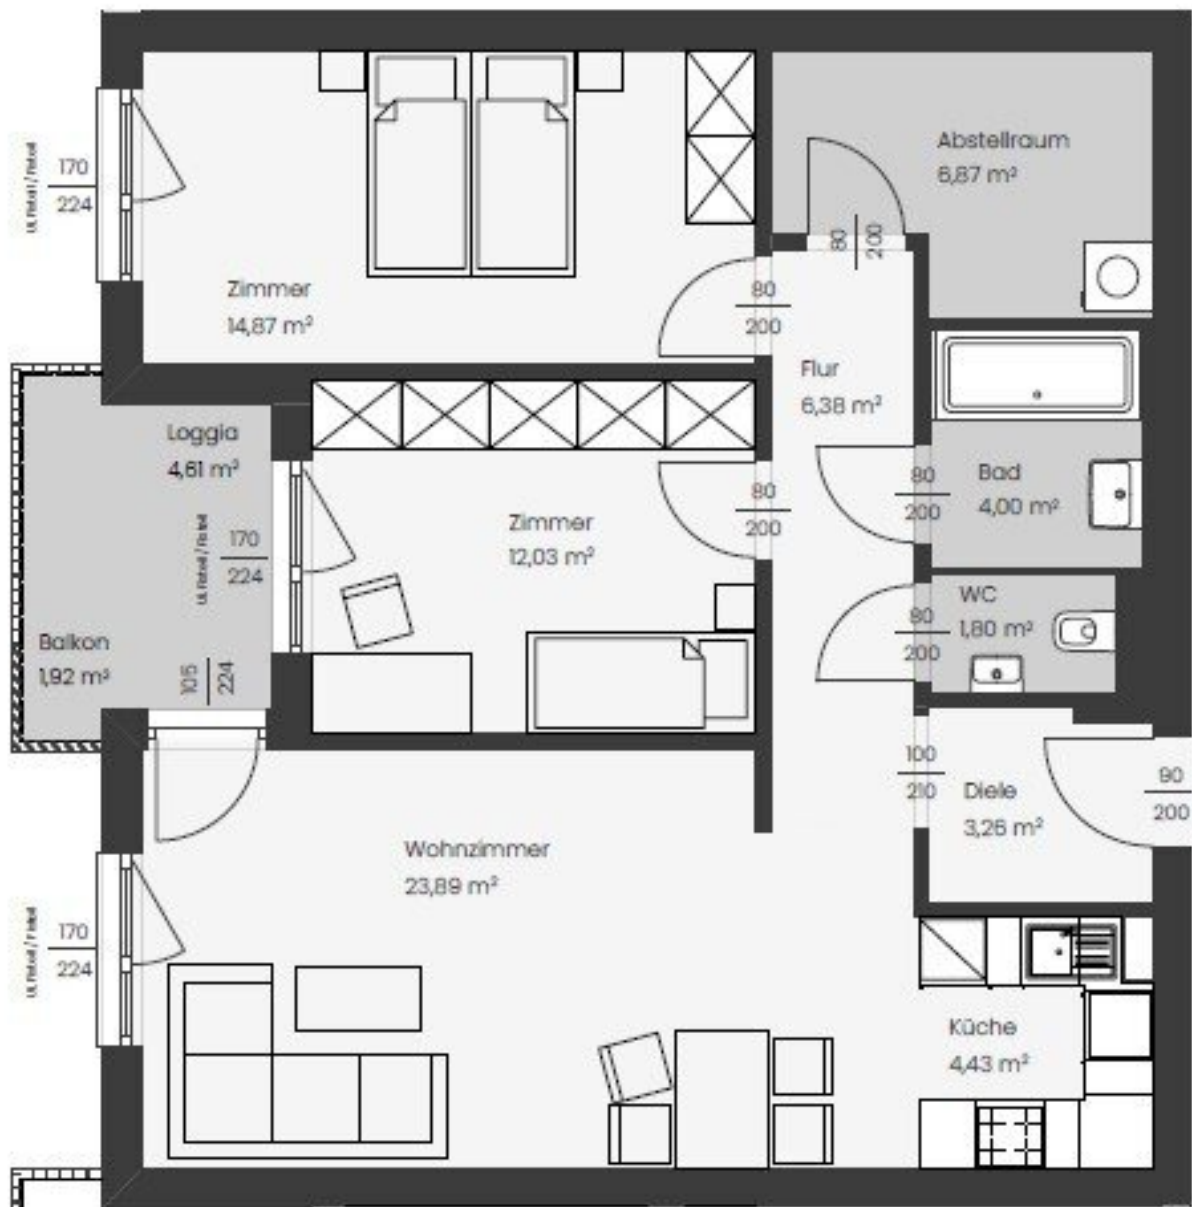 Abstellraum
6,87 m²
170
224
80
200
Zimmer
14,87 m²
80
200
Flur
6,38 m²
Loggia
4,61 m²
Bad
4,00 m²
80
200
80
200
Zimmer
12,03 m²
170
224
WC
1,80 m²
80
200
Balkon
1,92 m²
105
224
100
210
Diele
3,26 m²
90
200
Wohnzimmer
23,89 m²
170
224
Küche
4,43 m²